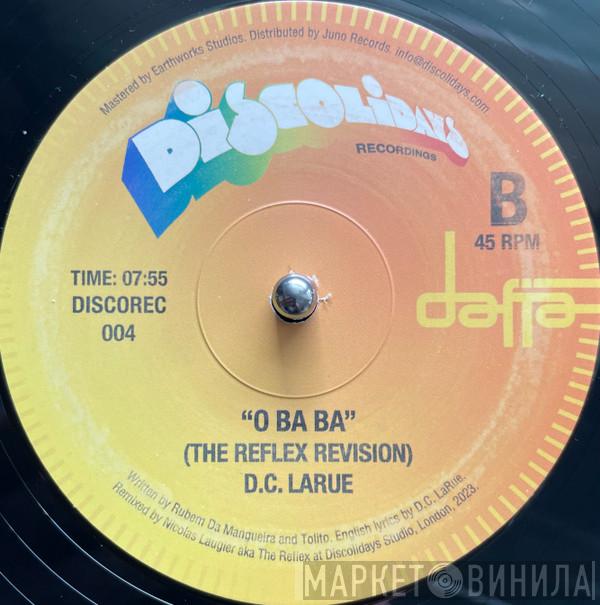 Mastered by Earthworks Studios. Distributed by Juno Records. info@discolidays.com
DiSCOLiDAYS
RECORDINGS
B
45 RPM
TIME: 07:55
DISCOREC
004
daffa
“O BA BA”
(THE REFLEX REVISION)
D.C. LARUE
Written by Rubem Da Mangueira and Tolito. English lyrics by D.C. LaRue.
Remixed by Nicolas Laugier aka The Reflex at Discolidays Studio, London, 2023.
МАРКЕТ ВИНИЛА